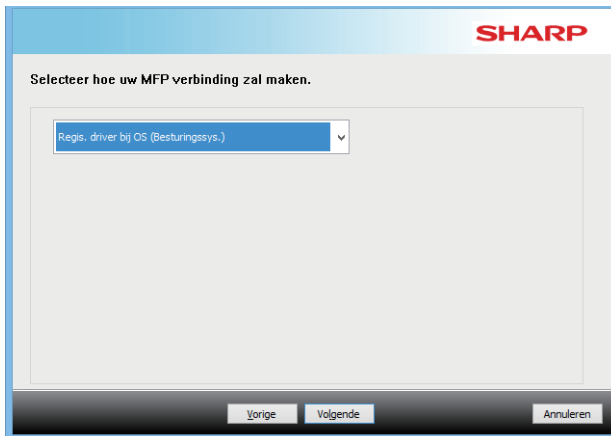 SHARP
Selecteer hoe uw MFP verbinding zal maken.
Regis. driver bij OS (Besturingssys.)
Vorige Volgende Annuleren